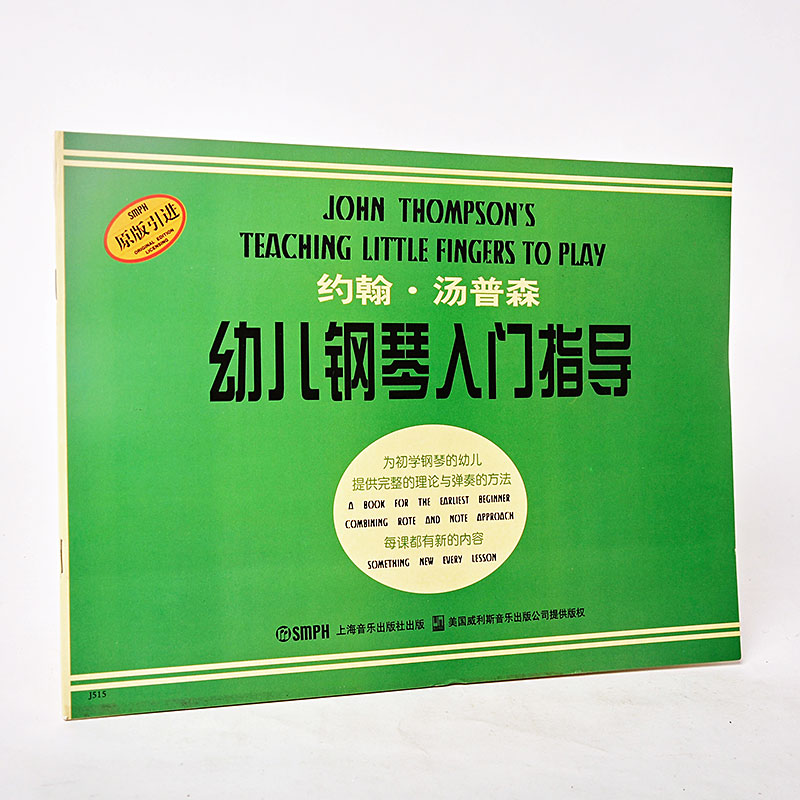 SMPH
原版引进
ORIGINAL EDITION
LICENSING
JOHN THOMPSON'S
TEACHING LITTLE FINGERS TO PLAY
约翰·汤普森
幼儿钢琴入门指导
为初学钢琴的幼儿
提供完整的理论与弹奏的方法
A BOOK FOR THE EARLIEST BEGINNER
COMBINING ROTE AND NOTE APPROACH
每课都有新的内容
SOMETHING NEW EVERY LESSON
SMPH 上海音乐出版社出版 美国威利斯音乐出版公司提供版权
J515